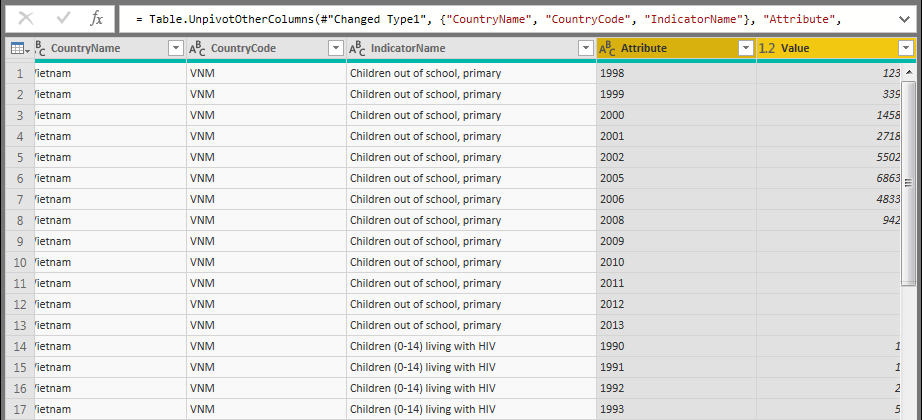 = Table.UnpivotOtherColumns(#"Changed Type1", {"CountryName", "CountryCode", "IndicatorName"}, "Attribute",
ABC CountryName ABC CountryCode ABC IndicatorName ABC Attribute 1.2 Value
1 Vietnam VNM Children out of school, primary 1998 123
2 Vietnam VNM Children out of school, primary 1999 339
3 Vietnam VNM Children out of school, primary 2000 1458
4 Vietnam VNM Children out of school, primary 2001 2718
5 Vietnam VNM Children out of school, primary 2002 5502
6 Vietnam VNM Children out of school, primary 2005 6863
7 Vietnam VNM Children out of school, primary 2006 4833
8 Vietnam VNM Children out of school, primary 2008 942
9 Vietnam VNM Children out of school, primary 2009
10 Vietnam VNM Children out of school, primary 2010
11 Vietnam VNM Children out of school, primary 2011
12 Vietnam VNM Children out of school, primary 2012
13 Vietnam VNM Children out of school, primary 2013
14 Vietnam VNM Children (0-14) living with HIV 1990 1
15 Vietnam VNM Children (0-14) living with HIV 1991 1
16 Vietnam VNM Children (0-14) living with HIV 1992 2
17 Vietnam VNM Children (0-14) living with HIV 1993 5